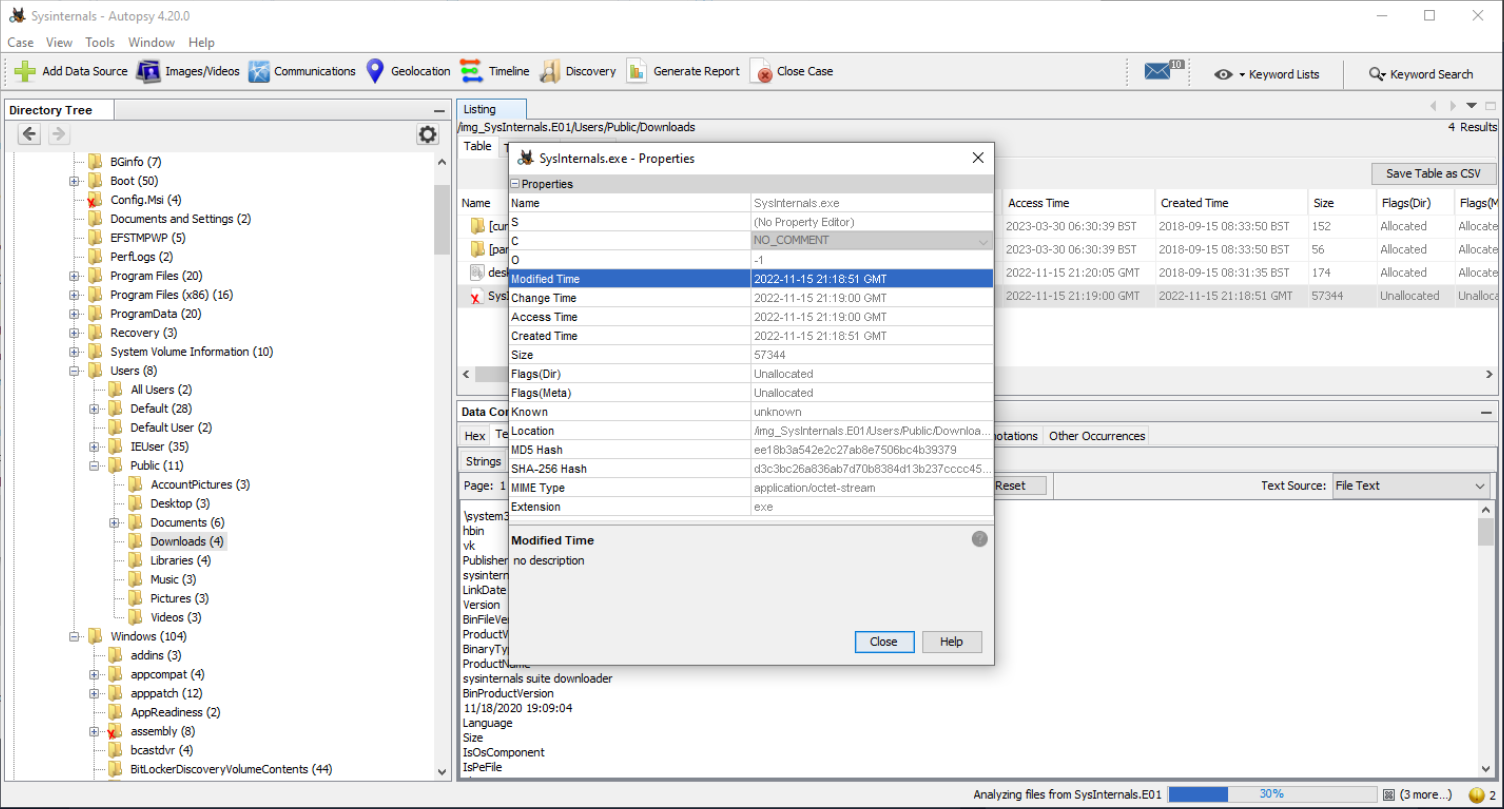 Sysinternals - Autopsy 4.20.0
Case View Tools Window Help
Add Data Source Images/Videos Communications Geolocation Timeline Discovery Generate Report Close Case 10 Keyword Lists Keyword Search
Directory Tree
BGinfo (7)
Boot (50)
Config.Msi (4)
Documents and Settings (2)
EFSTMPWP (5)
PerfLogs (2)
Program Files (20)
Program Files (x86) (16)
ProgramData (20)
Recovery (3)
System Volume Information (10)
Users (8)
All Users (2)
Default (28)
Default User (2)
IEUser (35)
Public (11)
AccountPictures (3)
Desktop (3)
Documents (6)
Downloads (4)
Libraries (4)
Music (3)
Pictures (3)
Videos (3)
Windows (104)
addins (3)
appcompat (4)
apppatch (12)
AppReadiness (2)
assembly (8)
bcastdvr (4)
BitLockerDiscoveryVolumeContents (44)
Listing
/img_SysInternals.E01/Users/Public/Downloads
4 Results
Table T
Save Table as CSV
Name Access Time Created Time Size Flags(Dir) Flags(M
[cur 2023-03-30 06:30:39 BST 2018-09-15 08:33:50 BST 152 Allocated Allocate
[par 2023-03-30 06:30:39 BST 2018-09-15 08:33:50 BST 56 Allocated Allocate
desk 2022-11-15 21:20:05 GMT 2018-09-15 08:31:35 BST 174 Allocated Allocate
SysI 2022-11-15 21:19:00 GMT 2022-11-15 21:18:51 GMT 57344 Unallocated Unalloca
SysInternals.exe - Properties
Properties
Name SysInternals.exe
S (No Property Editor)
C NO_COMMENT
O -1
Modified Time 2022-11-15 21:18:51 GMT
Change Time 2022-11-15 21:19:00 GMT
Access Time 2022-11-15 21:19:00 GMT
Created Time 2022-11-15 21:18:51 GMT
Size 57344
Flags(Dir) Unallocated
Flags(Meta) Unallocated
Known unknown
Location /img_SysInternals.E01/Users/Public/Downloa...
MD5 Hash ee18b3a542e2c27ab8e7506bc4b39379
SHA-256 Hash d3c3bc26a836ab7d70b8384d13b237cccc45...
MIME Type application/octet-stream
Extension exe
Modified Time
no description
Close Help
Data Con
Hex Te notations Other Occurrences
Strings
Page: 1 Reset Text Source: File Text
\system3
hbin
vk
Publisher
sysintern
LinkDate
Version
BinFileVer
ProductV
BinaryTyp
ProductName
sysinternals suite downloader
BinProductVersion
11/18/2020 19:09:04
Language
Size
IsOsComponent
IsPeFile
Analyzing files from SysInternals.E01 30% (3 more...) 2